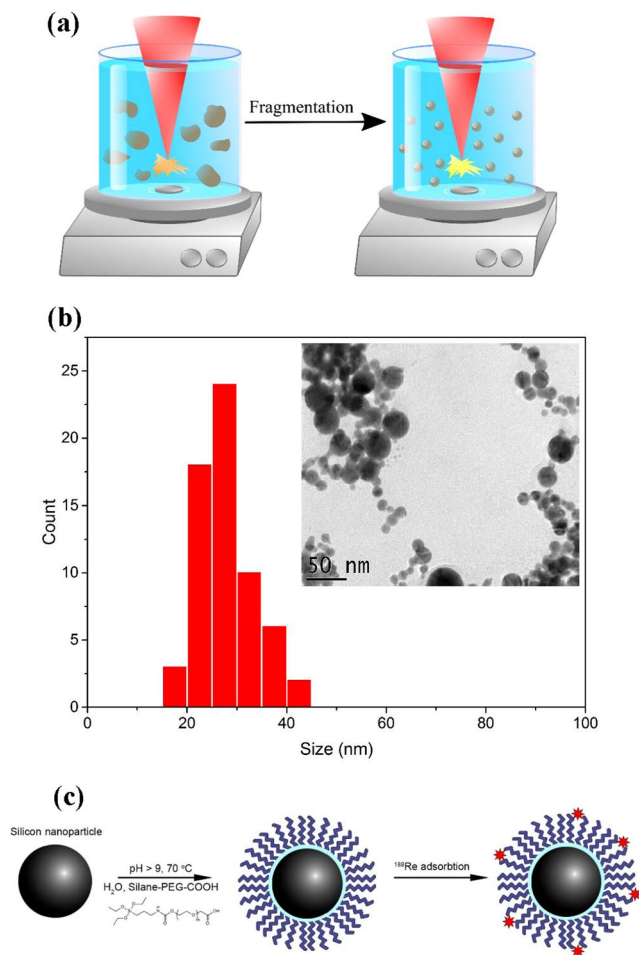 (a)
Fragmentation
(b)
25
20
15
10
5
0
Count
0 20 40 60 80 100
Size (nm)
50 nm
(c)
Silicon nanoparticle
pH > 9, 70 °C
H₂O, Silane-PEG-COOH
¹⁸⁸Re adsorbtion